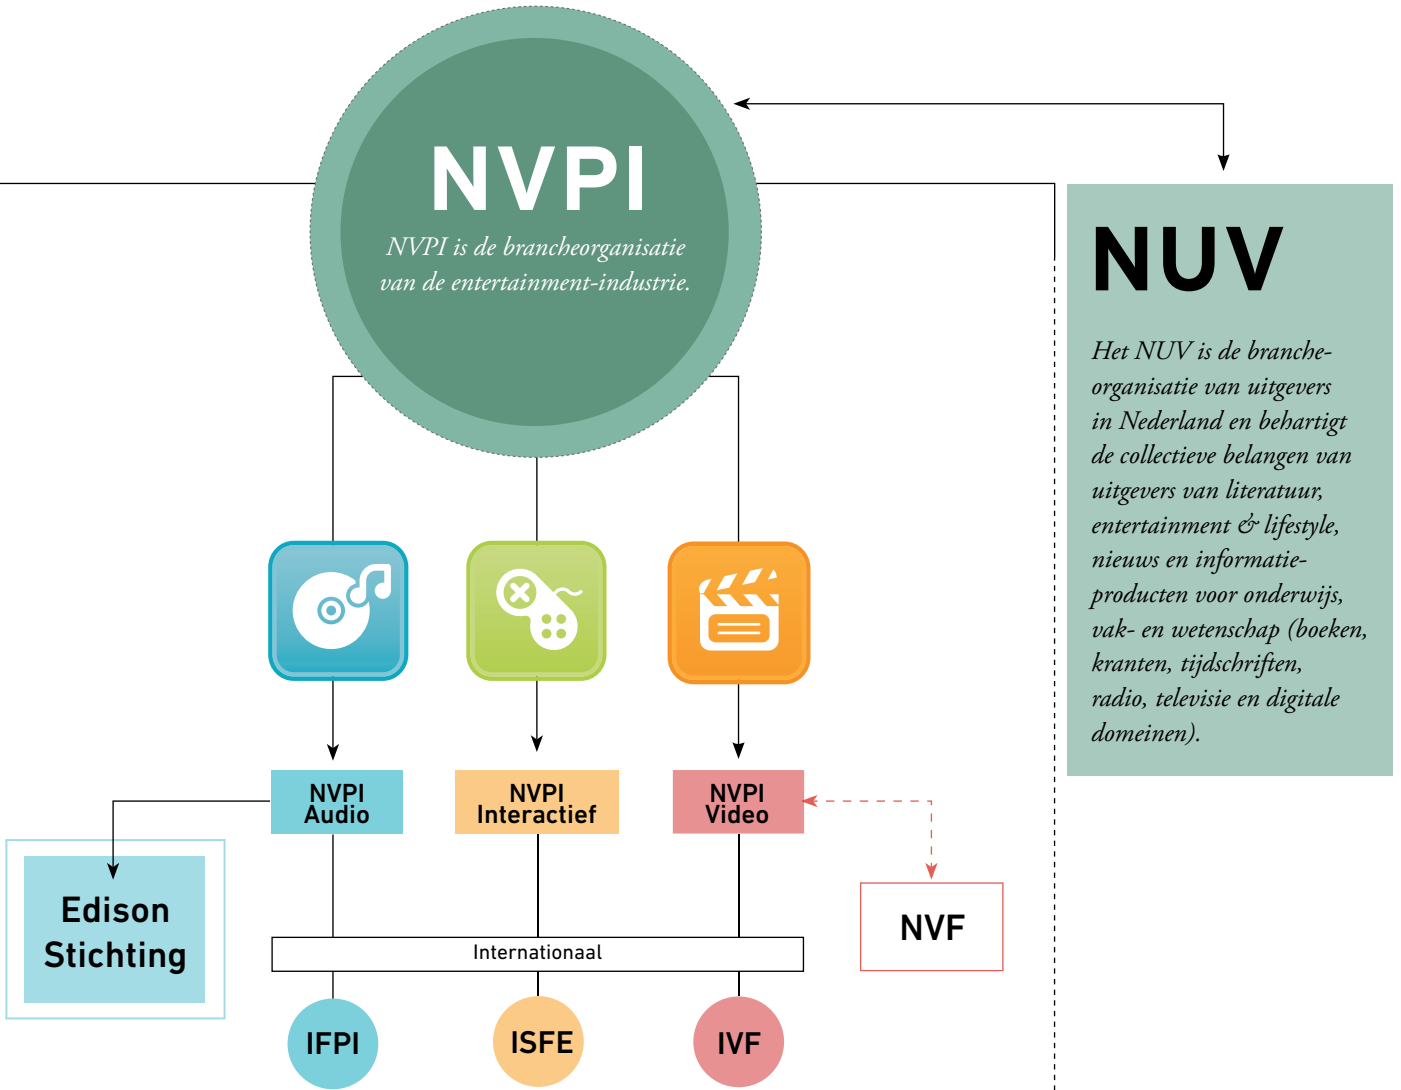 NVPI
NVPI is de brancheorganisatie
van de entertainment-industrie.
NUV
Het NUV is de branche-
organisatie van uitgevers
in Nederland en behartigt
de collectieve belangen van
uitgevers van literatuur,
entertainment & lifestyle,
nieuws en informatie-
producten voor onderwijs,
vak- en wetenschap (boeken,
kranten, tijdschriften,
radio, televisie en digitale
domeinen).
NVPI
Audio
NVPI
Interactief
NVPI
Video
Edison
Stichting
NVF
Internationaal
IFPI
ISFE
IVF